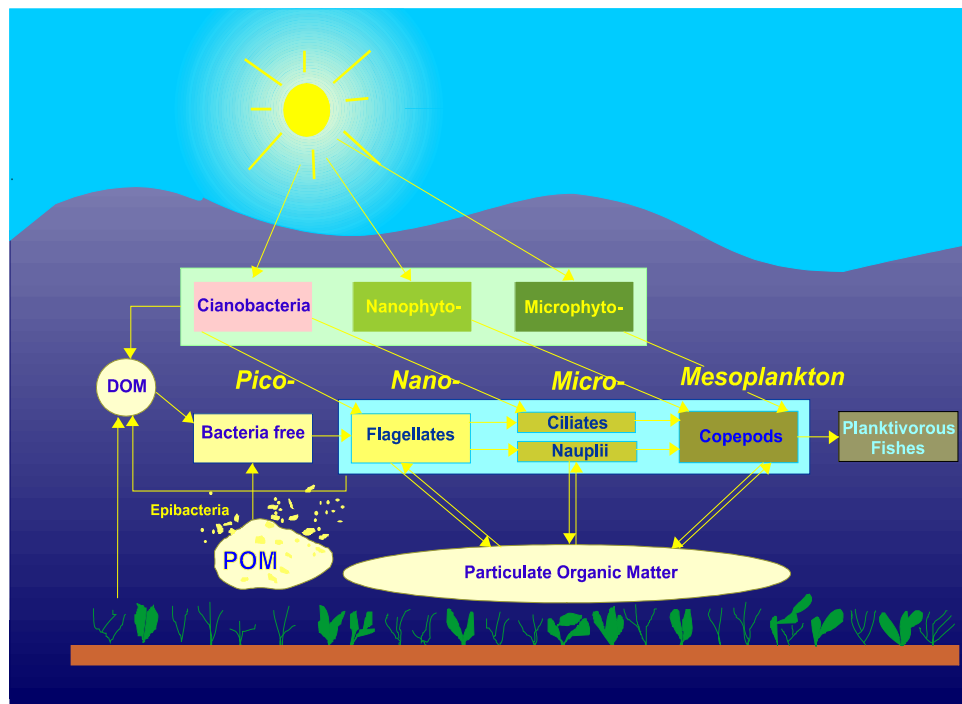 Cianobacteria
Nanophyto-
Microphyto-
Pico-
Nano-
Micro-
Mesoplankton
DOM
Bacteria free
Flagellates
Ciliates
Nauplii
Copepods
Planktivorous
Fishes
Epibacteria
POM
Particulate Organic Matter